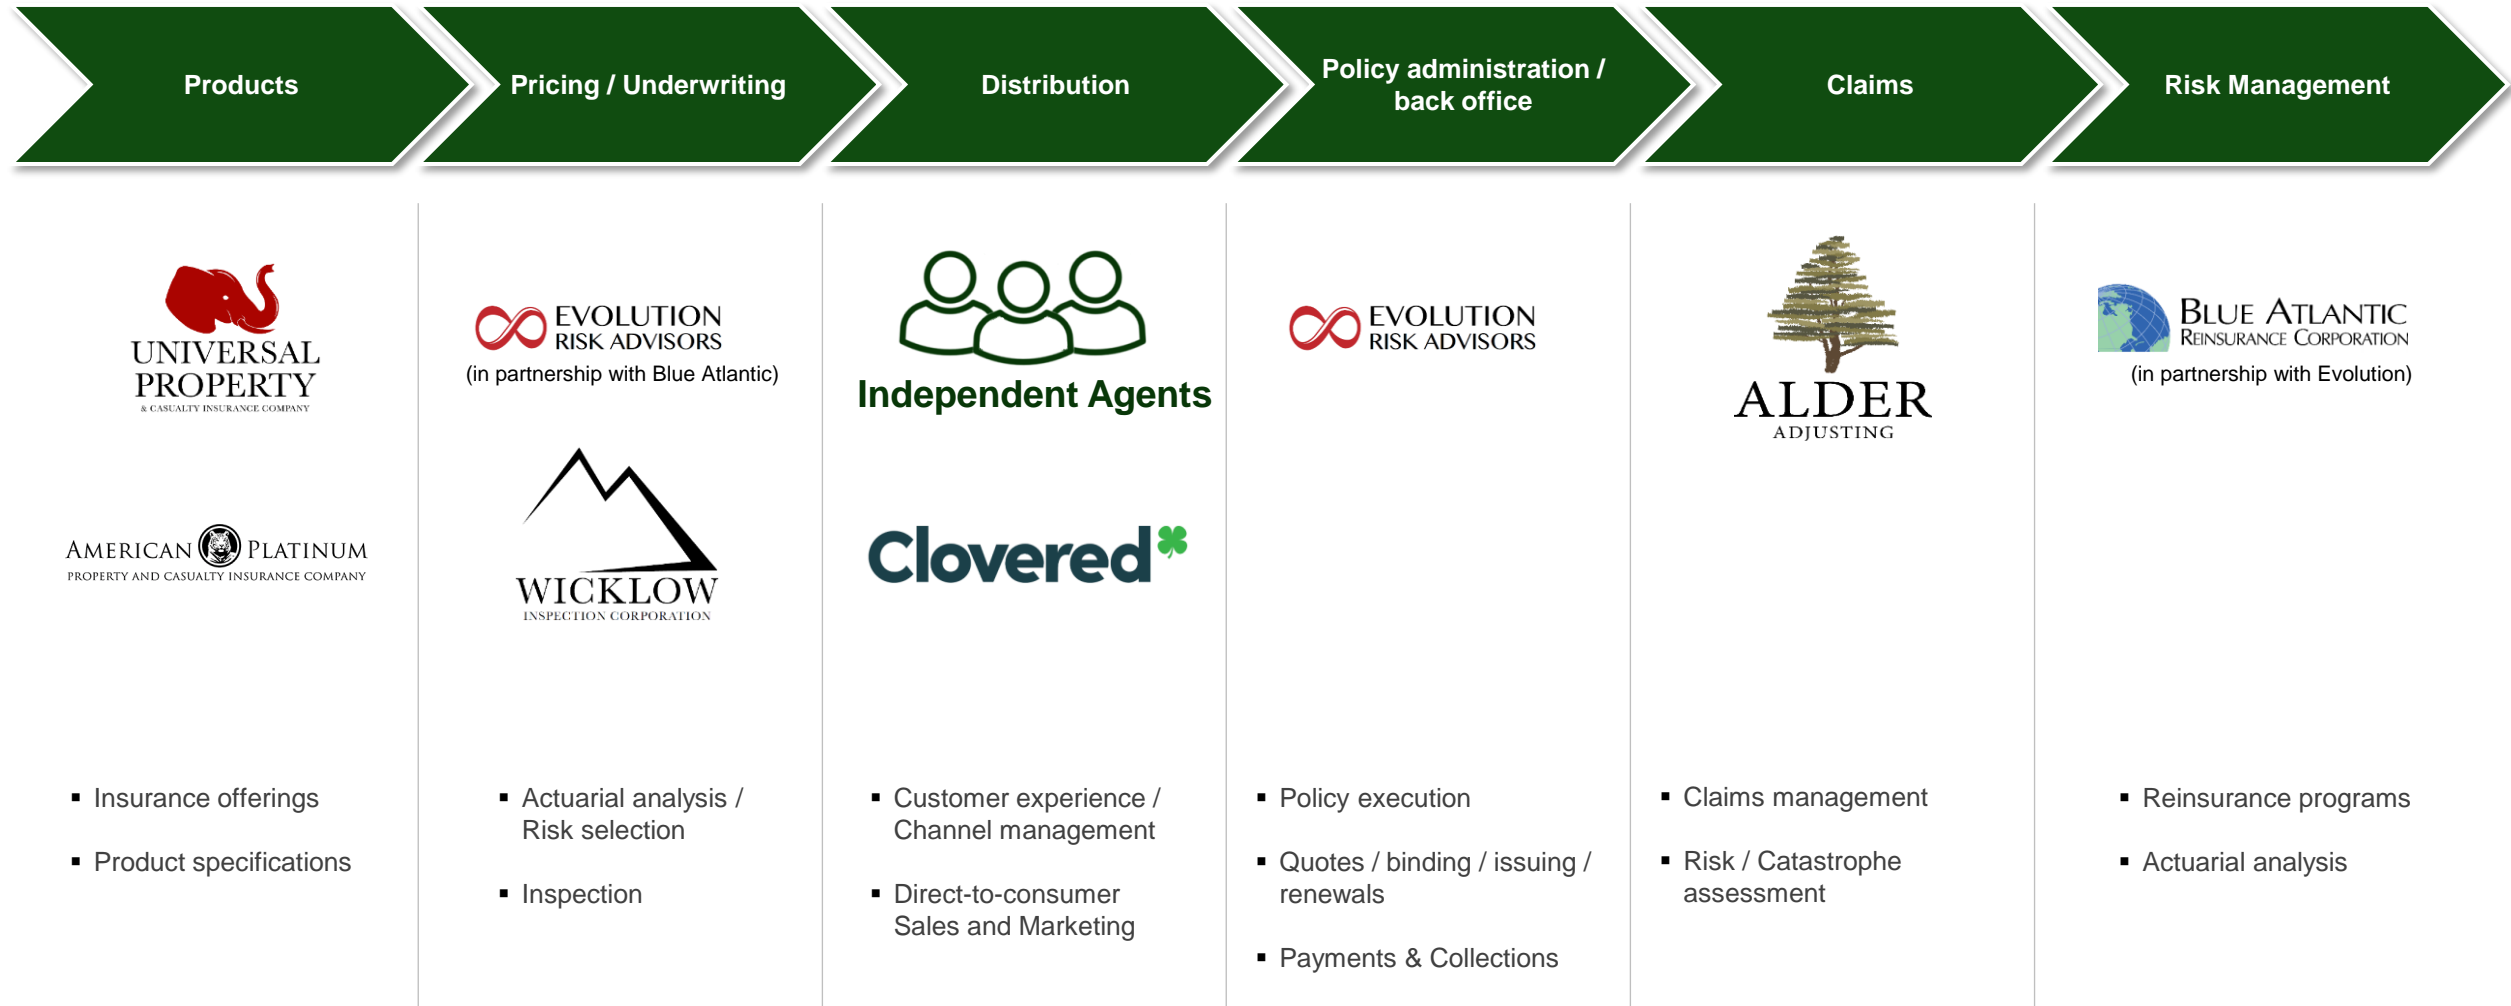 Products
Pricing / Underwriting
Distribution
Policy administration /
back office
Claims
Risk Management
UNIVERSAL
PROPERTY
& CASUALTY INSURANCE COMPANY
AMERICAN PLATINUM
PROPERTY AND CASUALTY INSURANCE COMPANY
▪ Insurance offerings
▪ Product specifications
EVOLUTION
RISK ADVISORS
(in partnership with Blue Atlantic)
WICKLOW
INSPECTION CORPORATION
▪ Actuarial analysis /
Risk selection
▪ Inspection
Independent Agents
Clovered
▪ Customer experience /
Channel management
▪ Direct-to-consumer
Sales and Marketing
EVOLUTION
RISK ADVISORS
▪ Policy execution
▪ Quotes / binding / issuing /
renewals
▪ Payments & Collections
ALDER
ADJUSTING
▪ Claims management
▪ Risk / Catastrophe
assessment
BLUE ATLANTIC
REINSURANCE CORPORATION
(in partnership with Evolution)
▪ Reinsurance programs
▪ Actuarial analysis